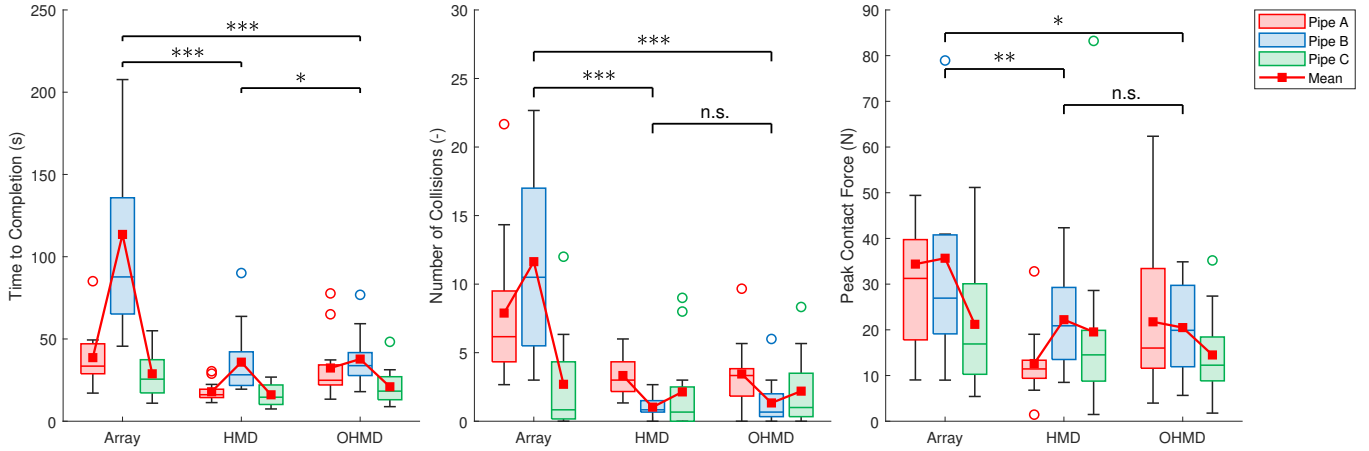 Time to Completion (s)
250
200
150
100
50
0
***
***
*
Array
HMD
OHMD
Number of Collisions (-)
30
25
20
15
10
5
0
***
***
n.s.
Array
HMD
OHMD
Peak Contact Force (N)
90
80
70
60
50
40
30
20
10
0
*
**
n.s.
Array
HMD
OHMD
Pipe A
Pipe B
Pipe C
Mean